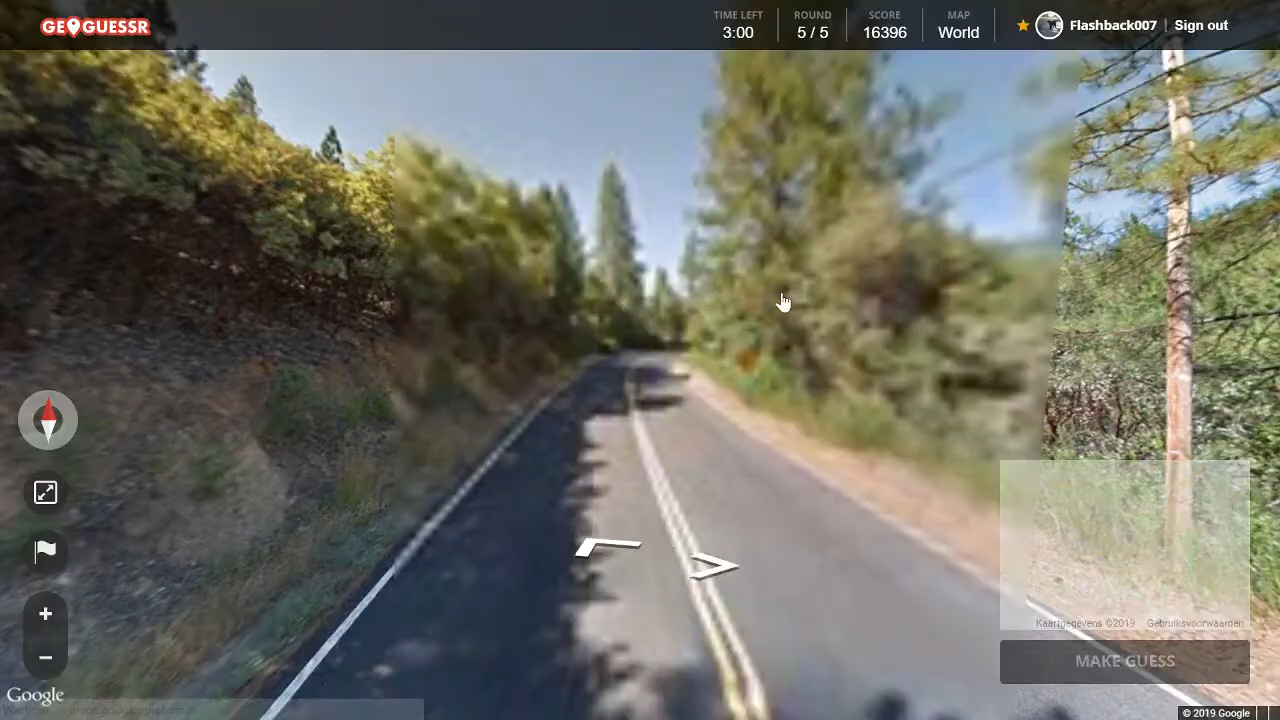 GEOGUESSR
TIME LEFT
3:00
ROUND
5 / 5
SCORE
16396
MAP
World
Flashback007 | Sign out
Kaartgegevens ©2019 Gebruiksvoorwaarden
MAKE GUESS
Google
© 2019 Google